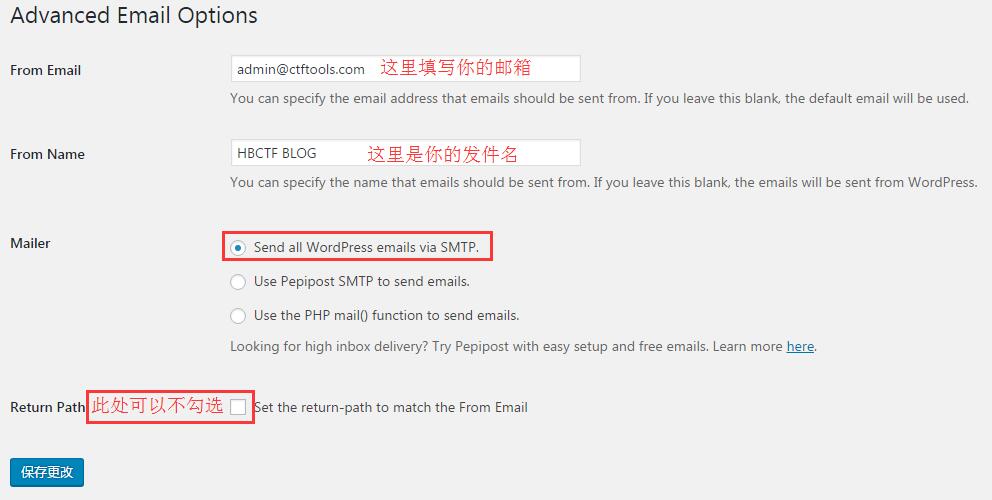 Advanced Email Options
From Email admin@ctftools.com 这里填写你的邮箱
You can specify the email address that emails should be sent from. If you leave this blank, the default email will be used.
From Name HBCTF BLOG 这里是你的发件名
You can specify the name that emails should be sent from. If you leave this blank, the emails will be sent from WordPress.
Mailer Send all WordPress emails via SMTP.
Use Pepipost SMTP to send emails.
Use the PHP mail() function to send emails.
Looking for high inbox delivery? Try Pepipost with easy setup and free emails. Learn more here.
Return Path 此处可以不勾选 Set the return-path to match the From Email
保存更改